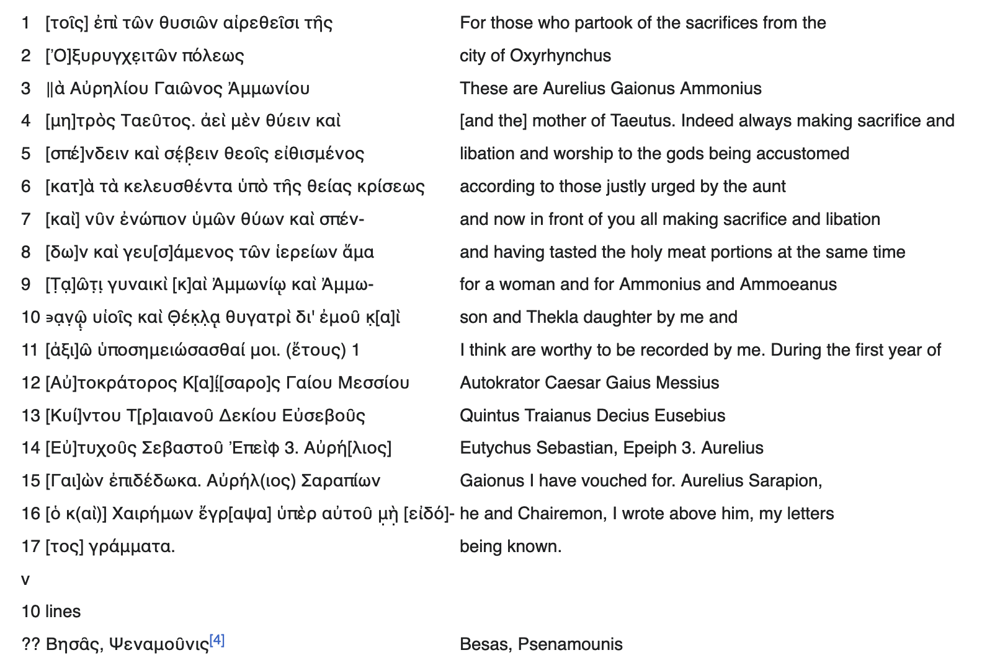 1 [τοῖς] ἐπὶ τῶν θυσιῶν αἱρεθεῖσι τῆς For those who partook of the sacrifices from the
2 [Ὀ]ξυρυγχε̣ιτῶν πόλεως city of Oxyrhynchus
3 ||ὰ Αὐρηλίου Γαιῶνος Ἀμμωνίου These are Aurelius Gaionus Ammonius
4 [μη]τρὸς Ταεῦτος. ἀεὶ μὲν θύειν καὶ [and the] mother of Taeutus. Indeed always making sacrifice and
5 [σπέ]νδειν καὶ σέ̣β̣ειν θεοῖς εἰθισμένος libation and worship to the gods being accustomed
6 [κατ]ὰ τὰ κελευσθέντα ὑπὸ τῆς θείας κρίσεως according to those justly urged by the aunt
7 [καὶ] νῦν ἐνώπιον ὑμῶν θύων καὶ σπέν- and now in front of you all making sacrifice and libation
8 [δω]ν καὶ γευ[σ]άμενος τῶν ἱερείων ἅμα and having tasted the holy meat portions at the same time
9 [Τ̣α̣]ῶτ̣ι̣ γυναικὶ [κ]αὶ Ἀμμωνίῳ καὶ Ἀμμω- for a woman and for Ammonius and Ammoeanus
10 ϶α̣ν̣ῷ̣ υἱοῖς καὶ Θ̣έκ̣λ̣ᾳ θυγατρὶ δι' ἐμοῦ κ̣[α]ὶ son and Thekla daughter by me and
11 [ἀξι]ῶ ὑποσημειώσασθαί μοι. (ἔτους) 1 I think are worthy to be recorded by me. During the first year of
12 [Αὐ]τοκράτορος Κ[α]ί̣[σαρο]ς Γαίου Μεσσίου Autokrator Caesar Gaius Messius
13 [Κυί]ντου Τ[ρ]αιανοῦ Δεκίου Εὐσεβοῦς Quintus Traianus Decius Eusebius
14 [Εὐ]τυχοῦς Σεβαστοῦ Ἐπεὶφ 3. Αὐρή[λιος] Eutychus Sebastian, Epeiph 3. Aurelius
15 [Γαι]ὼν ἐπιδέδωκα. Αὐρήλ(ιος) Σαραπίων Gaionus I have vouched for. Aurelius Sarapion,
16 [ὁ κ(αὶ)] Χαιρήμων ἔγρ[αψα] ὑπὲρ αὐτοῦ μ̣ὴ̣ [εἰδό]- he and Chairemon, I wrote above him, my letters
17 [τος] γράμματα. being known.
v
10 lines
?? Βησᾶς, Ψεναμοῦνις[4] Besas, Psenamounis